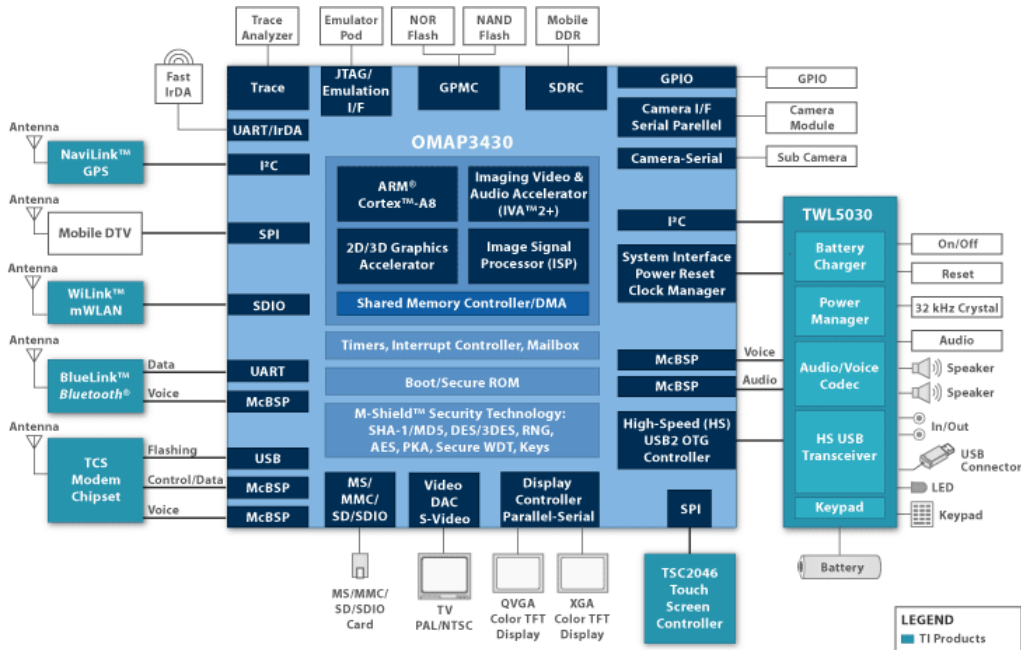 Trace
Analyzer
Emulator
Pod
NOR
Flash
NAND
Flash
Mobile
DDR
Fast
IrDA
Trace
JTAG/
Emulation
I/F
GPMC
SDRC
GPIO
GPIO
Camera I/F
Serial Parellel
Camera
Module
Camera-Serial
Sub Camera
UART/IrDA
OMAP3430
Antenna
NaviLink™
GPS
I²C
ARM®
Cortex™-A8
Imaging Video &
Audio Accelerator
(IVA™2+)
2D/3D Graphics
Accelerator
Image Signal
Processor (ISP)
Shared Memory Controller/DMA
Antenna
Mobile DTV
SPI
Antenna
WiLink™
mWLAN
SDIO
Timers, Interrupt Controller, Mailbox
Boot/Secure ROM
M-Shield™ Security Technology:
SHA-1/MD5, DES/3DES, RNG,
AES, PKA, Secure WDT, Keys
Antenna
BlueLink™
Bluetooth®
Data
Voice
UART
McBSP
Antenna
TCS
Modem
Chipset
Flashing
Control/Data
Voice
USB
McBSP
McBSP
I²C
System Interface
Power Reset
Clock Manager
McBSP
Voice
McBSP
Audio
High-Speed (HS)
USB2 OTG
Controller
TWL5030
Battery
Charger
Power
Manager
Audio/Voice
Codec
HS USB
Transceiver
Keypad
On/Off
Reset
32 kHz Crystal
Audio
Speaker
Speaker
In/Out
USB
Connector
LED
Keypad
Battery
MS/
MMC/
SD/SDIO
Video
DAC
S-Video
Display
Controller
Parallel-Serial
SPI
MS/MMC/
SD/SDIO
Card
TV
PAL/NTSC
QVGA
Color TFT
Display
XGA
Color TFT
Display
TSC2046
Touch
Screen
Controller
LEGEND
TI Products